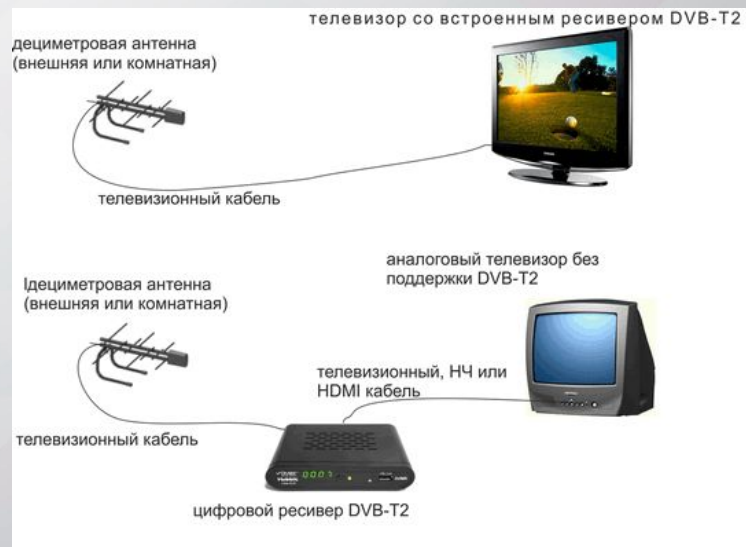 телевизор со встроенным ресивером DVB-T2
дециметровая антенна
(внешняя или комнатная)
телевизионный кабель
аналоговый телевизор без
поддержки DVB-T2
Iдециметровая антенна
(внешняя или комнатная)
телевизионный, НЧ или
HDMI кабель
телевизионный кабель
цифровой ресивер DVB-T2